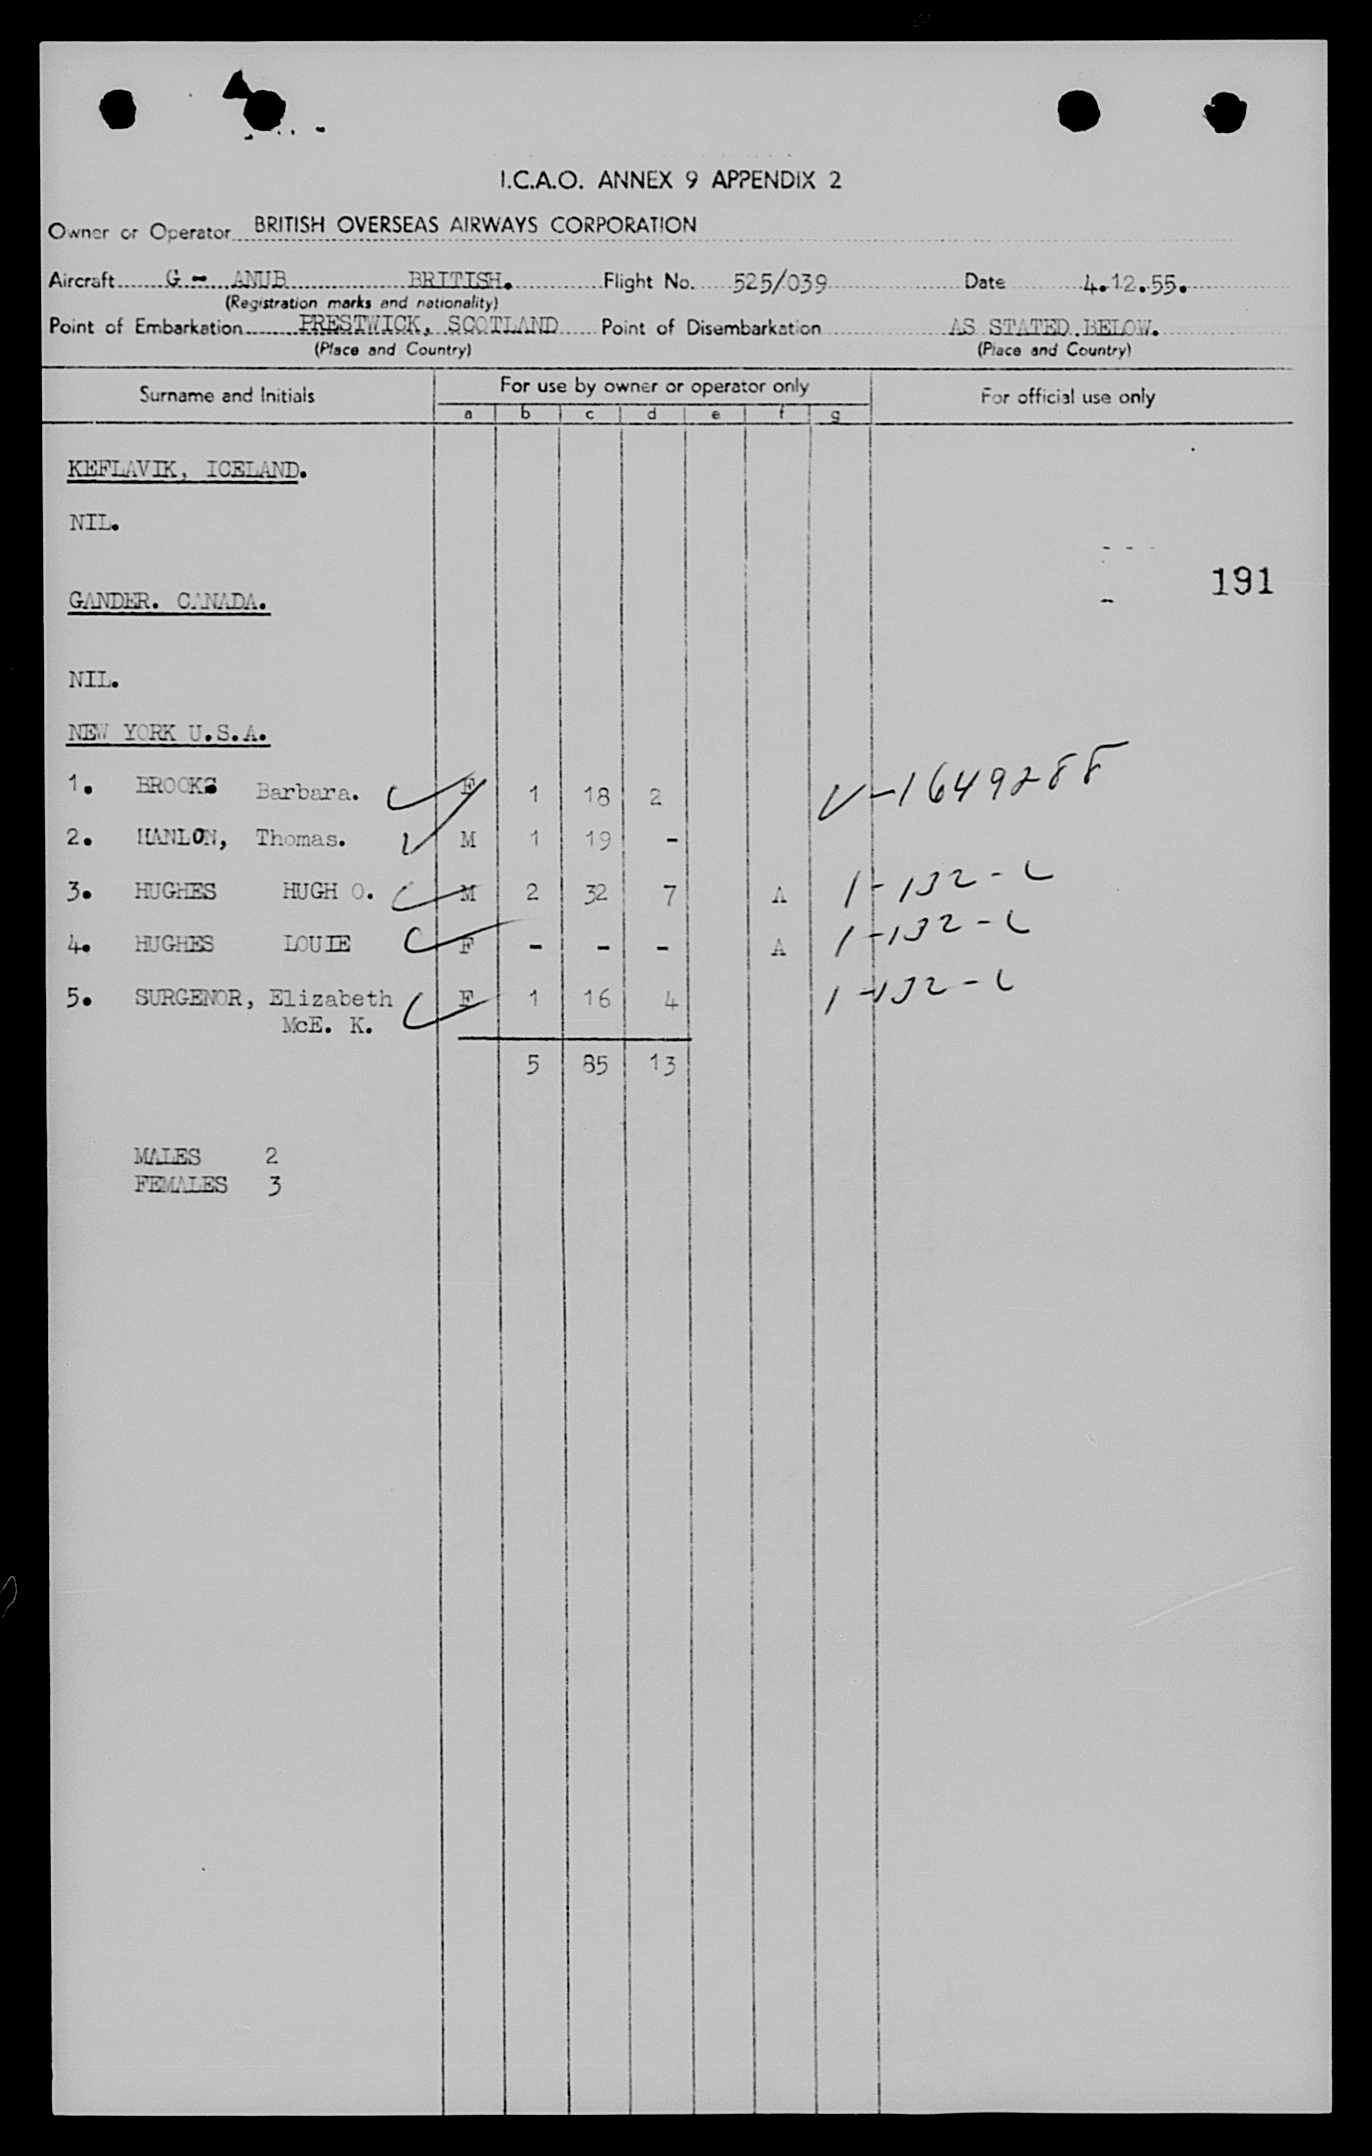 I.C.A.O. ANNEX 9 APPENDIX 2
Owner or Operator BRITISH OVERSEAS AIRWAYS CORPORATION
Aircraft G - ANUB BRITISH. Flight No. 525/039 Date 4.12.55.
(Registration marks and nationality)
Point of Embarkation PRESTWICK, SCOTLAND Point of Disembarkation AS STATED BELOW.
(Place and Country) (Place and Country)
Surname and Initials For use by owner or operator only For official use only
a b c d e f g
KEFLAVIK, ICELAND.
NIL.
191
GANDER. CANADA.
NIL.
NEW YORK U.S.A.
1. BROOKS Barbara. F 1 18 2 V-1649288
2. HANLON, Thomas. M 1 19 -
3. HUGHES HUGH O. M 2 32 7 A 1-132-L
4. HUGHES LOUIE F - - - A 1-132-L
5. SURGENOR, Elizabeth F 1 16 4 1-132-L
McE. K.
5 85 13
MALES 2
FEMALES 3